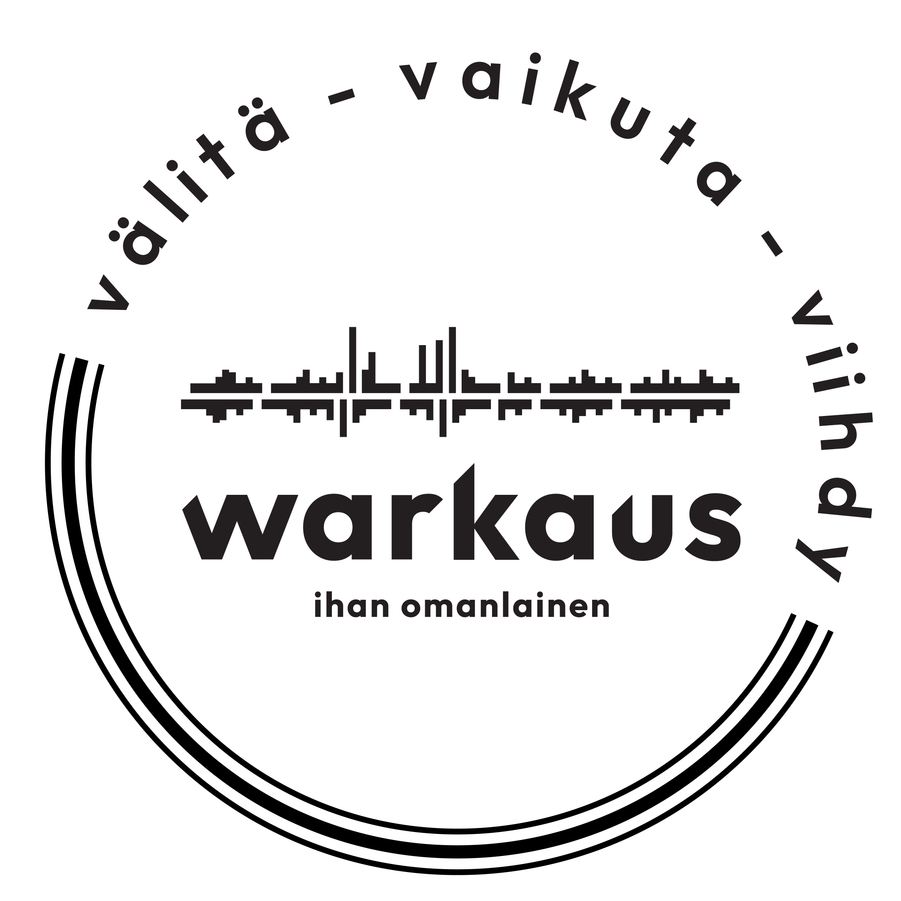 välitä - vaikuta - viihdy
warkaus
ihan omanlainen